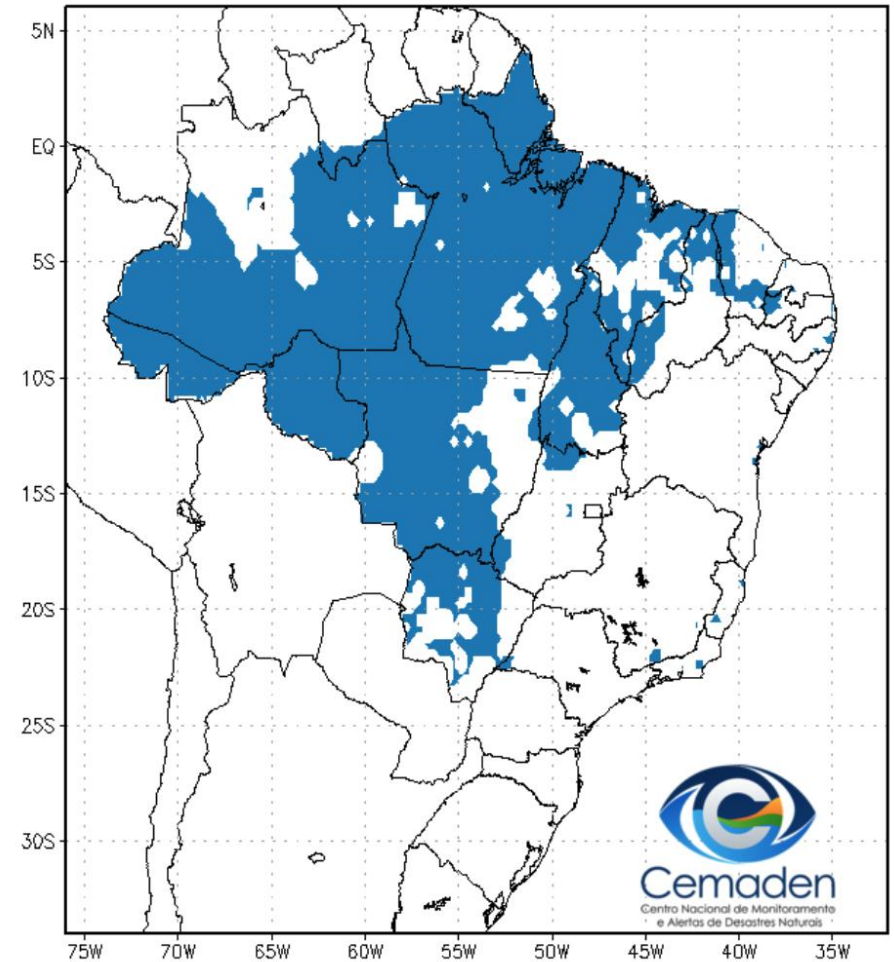 5N
EQ
5S
10S
15S
20S
25S
30S
75W 70W 65W 60W 55W 50W 45W 40W 35W
Cemaden
Centro Nacional de Monitoramento
e Alertas de Desastres Naturais